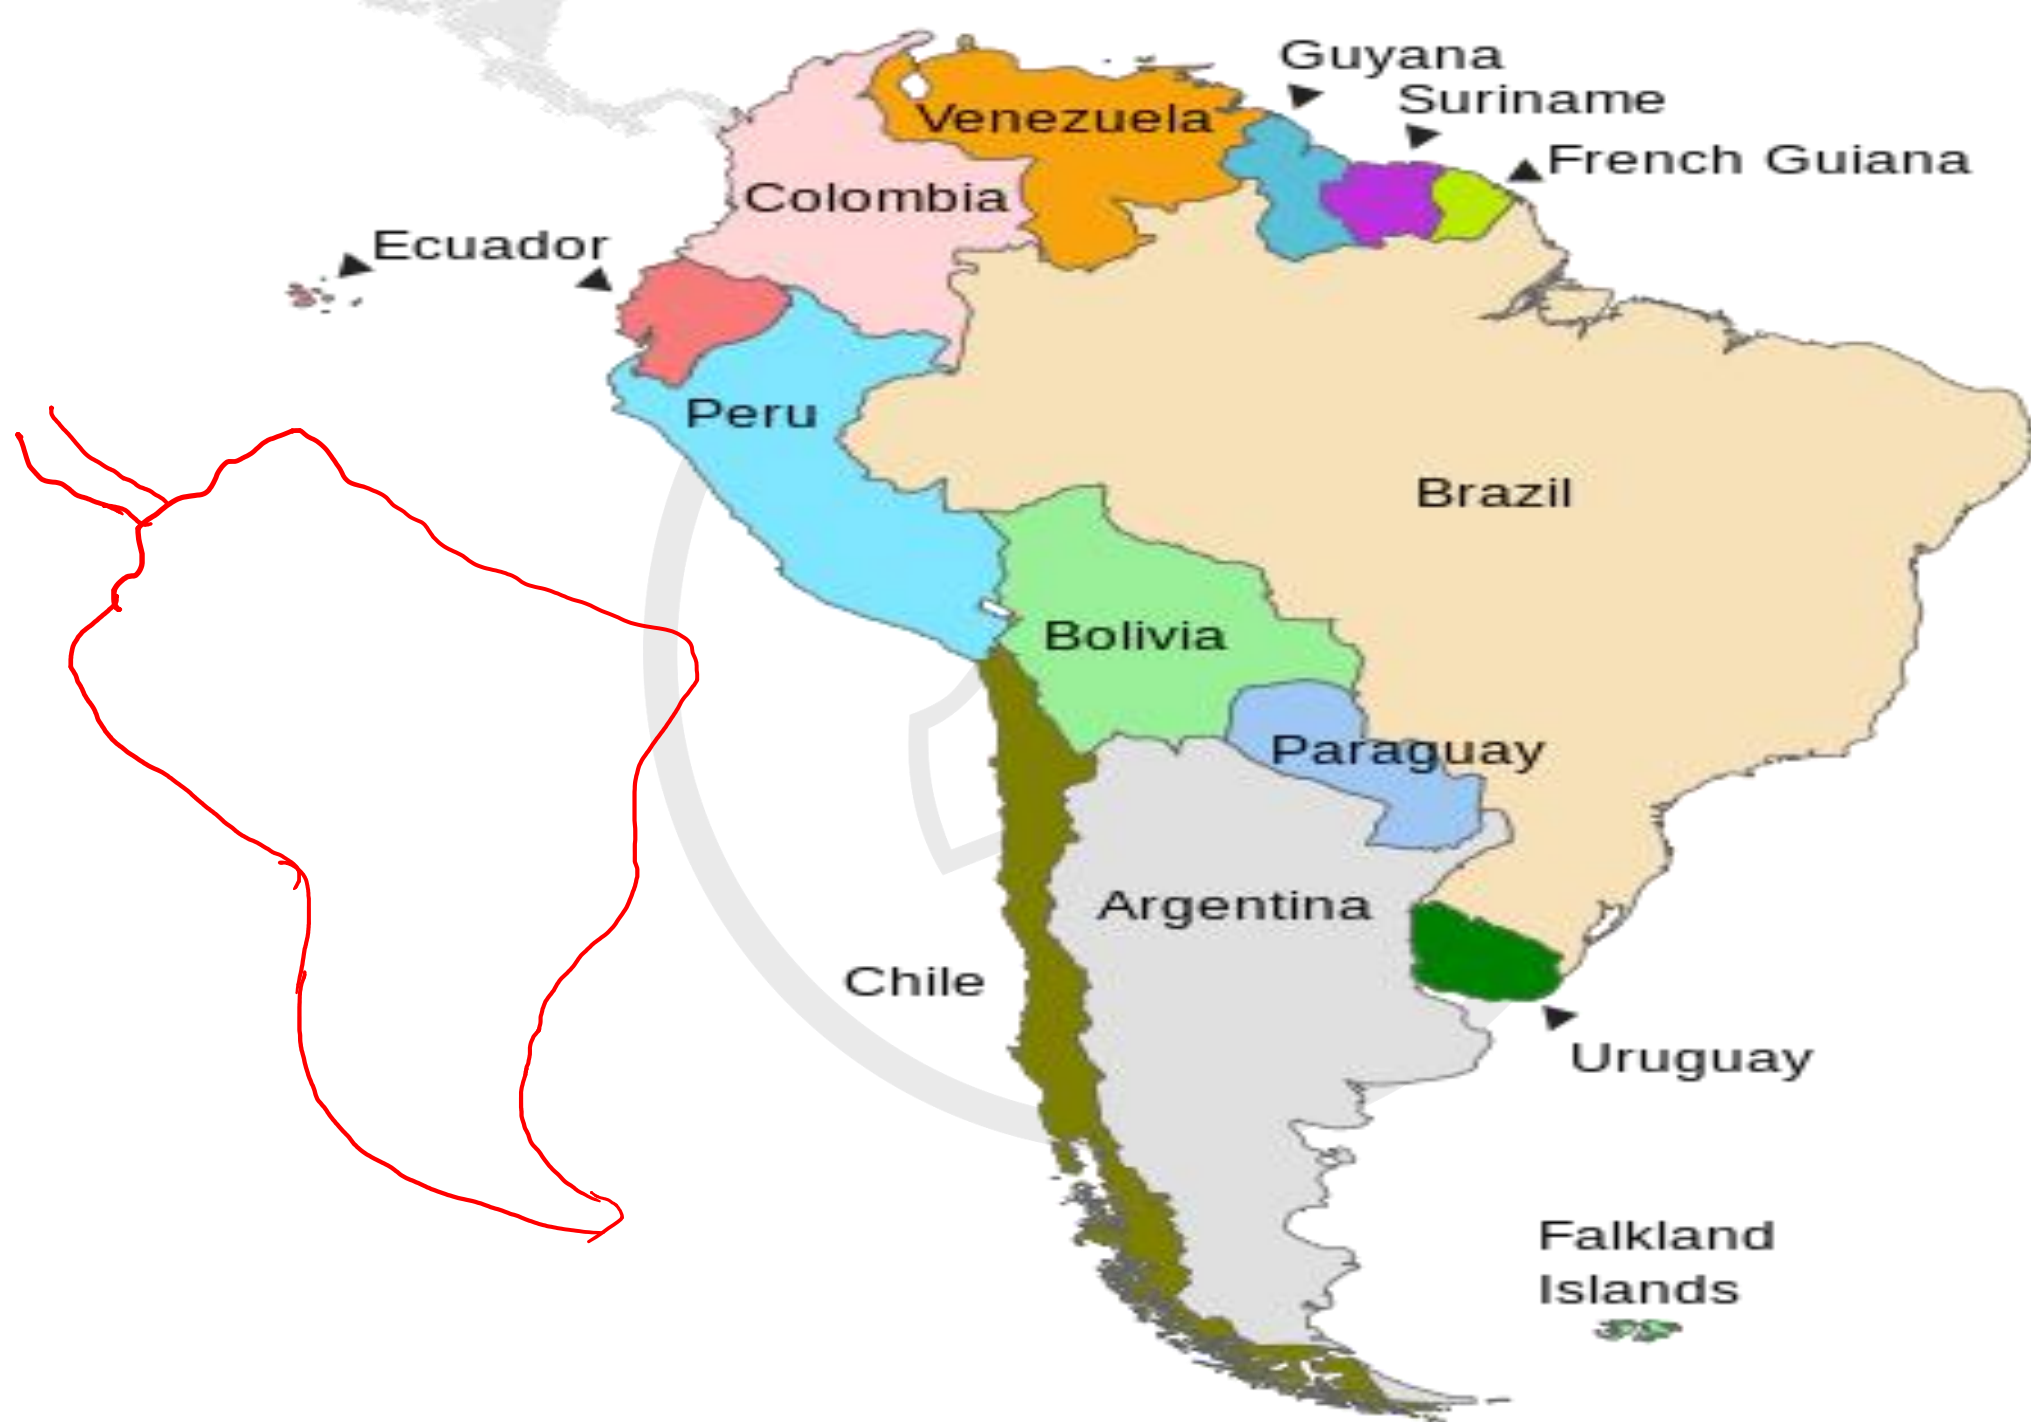 Guyana
Suriname
Venezuela
French Guiana
Colombia
Ecuador
Peru
Brazil
Bolivia
Paraguay
Argentina
Chile
Uruguay
Falkland
Islands